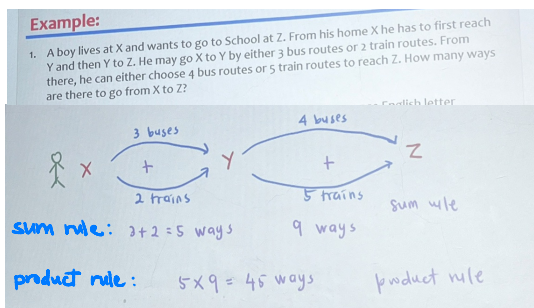 Example:
1. A boy lives at X and wants to go to School at Z. From his home X he has to first reach
Y and then Y to Z. He may go X to Y by either 3 bus routes or 2 train routes. From
there, he can either choose 4 bus routes or 5 train routes to reach Z. How many ways
are there to go from X to Z?
English letter
3 buses
4 buses
X
+
Y
+
Z
2 trains
5 trains
sum rule
sum rule: 3+2=5 ways
9 ways
product rule: 5x9 = 45 ways
product rule